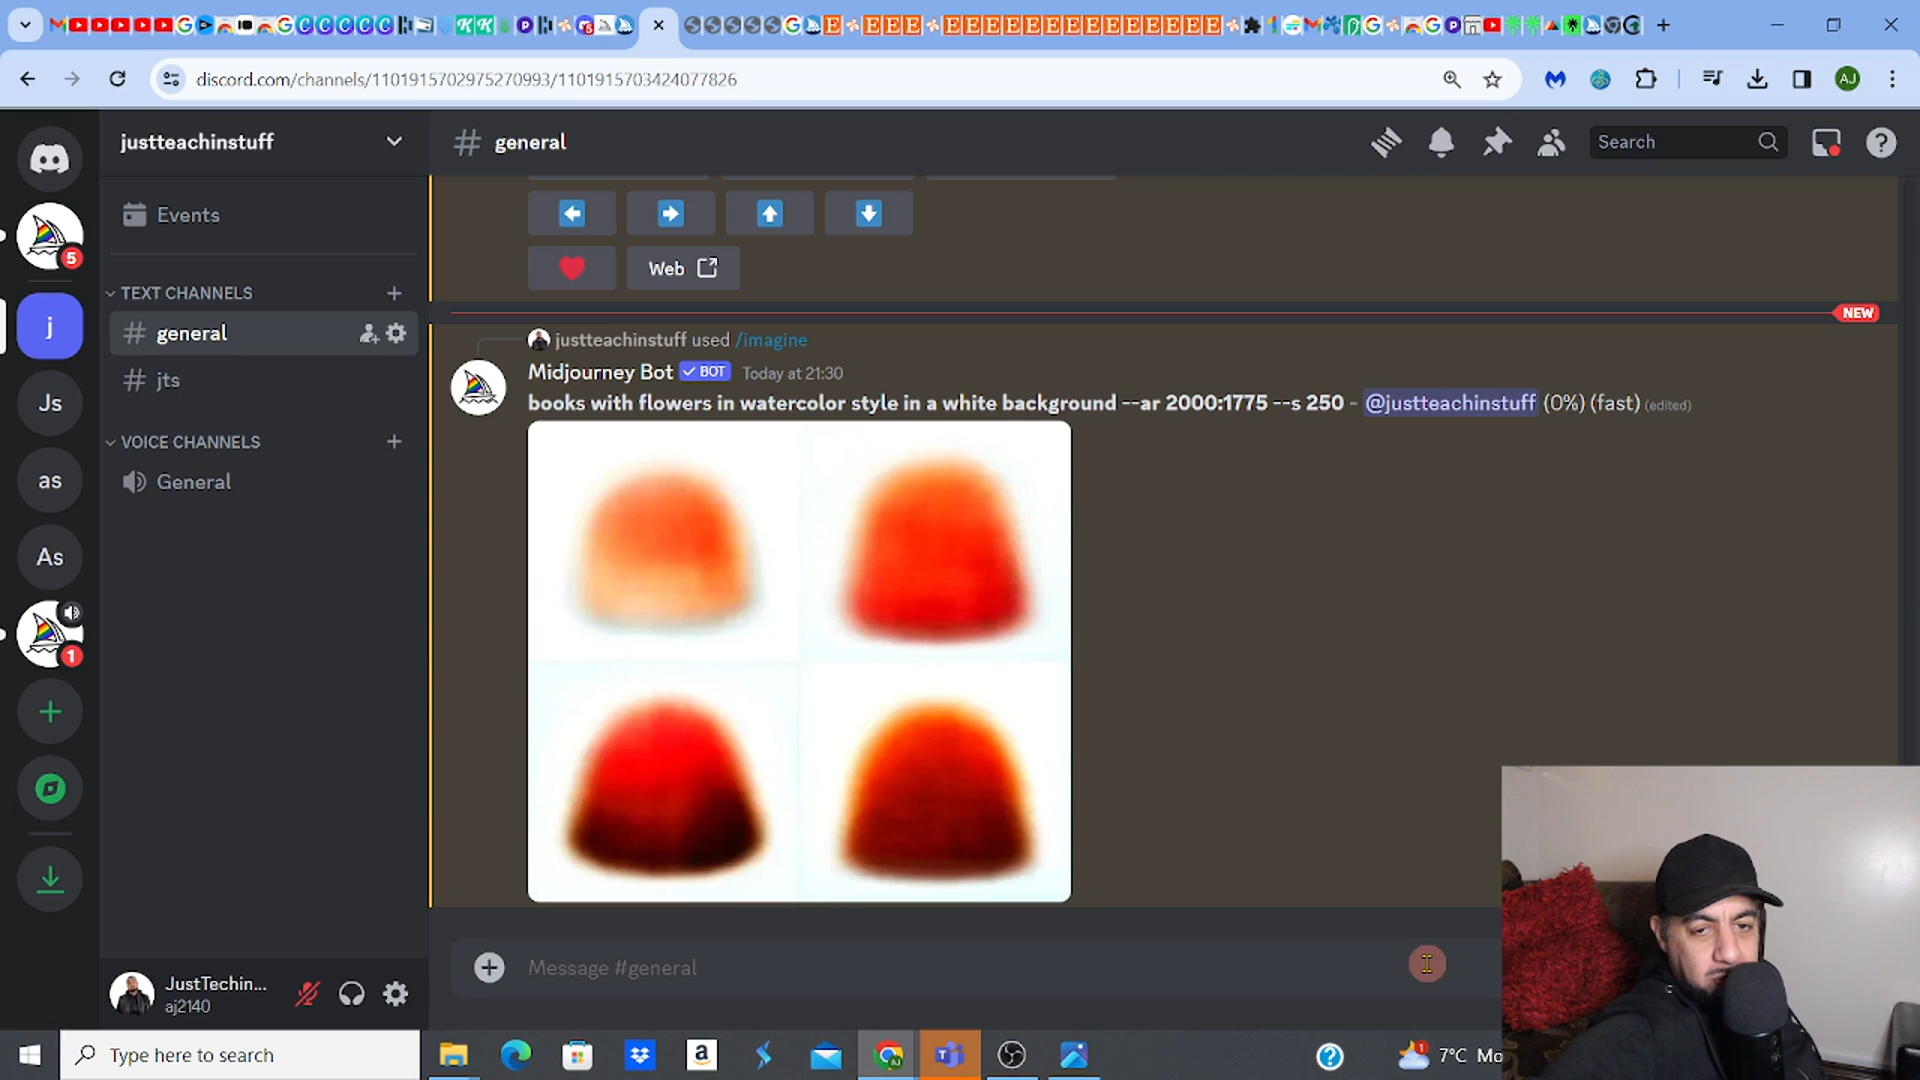 discord.com/channels/1101915702975270993/1101915703424077826
AJ
justteachinstuff
general
Search
Events
5
Web
TEXT CHANNELS
j
general
NEW
justteachinstuff used /imagine
Midjourney Bot BOT Today at 21:30
jts
Js
books with flowers in watercolor style in a white background --ar 2000:1775 --s 250 - @justteachinstuff (0%) (fast) (edited)
VOICE CHANNELS
as
General
As
1
Message #general
JustTechin...
aj2140
Type here to search
7°C Mo